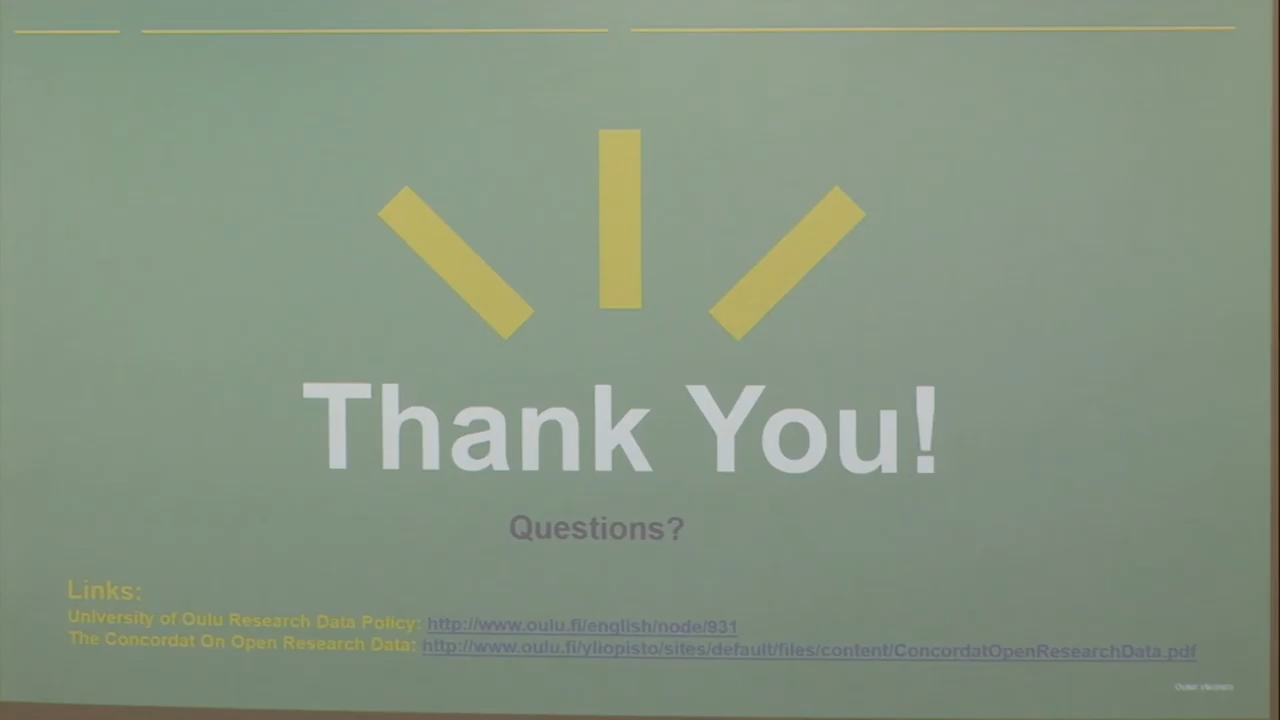 Thank You!
Questions?
Links:
University of Oulu Research Data Policy: http://www.oulu.fi/english/node/931
The Concordat On Open Research Data: http://www.oulu.fi/yliopisto/sites/default/files/content/ConcordatOpenResearchData.pdf